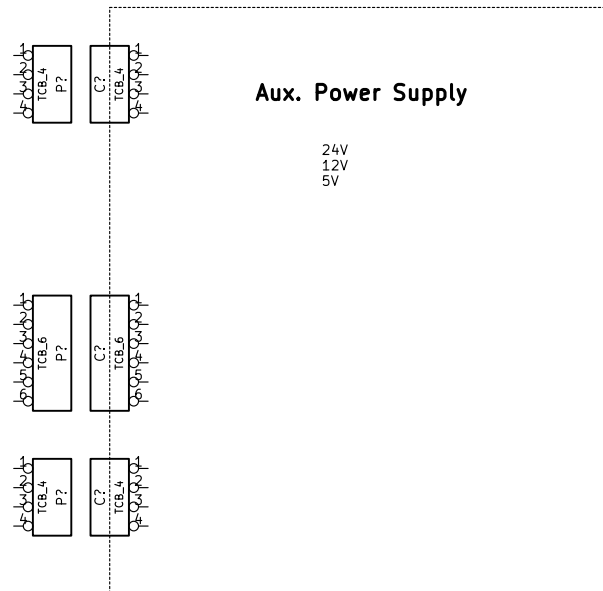 1 1
2 2
3 3
4 4
TCB_4 P? C? TCB_4
Aux. Power Supply
24V
12V
5V
1 1
2 2
3 3
4 4
5 5
6 6
TCB_6 P? C? TCB_6
1 1
2 2
3 3
4 4
TCB_4 P? C? TCB_4